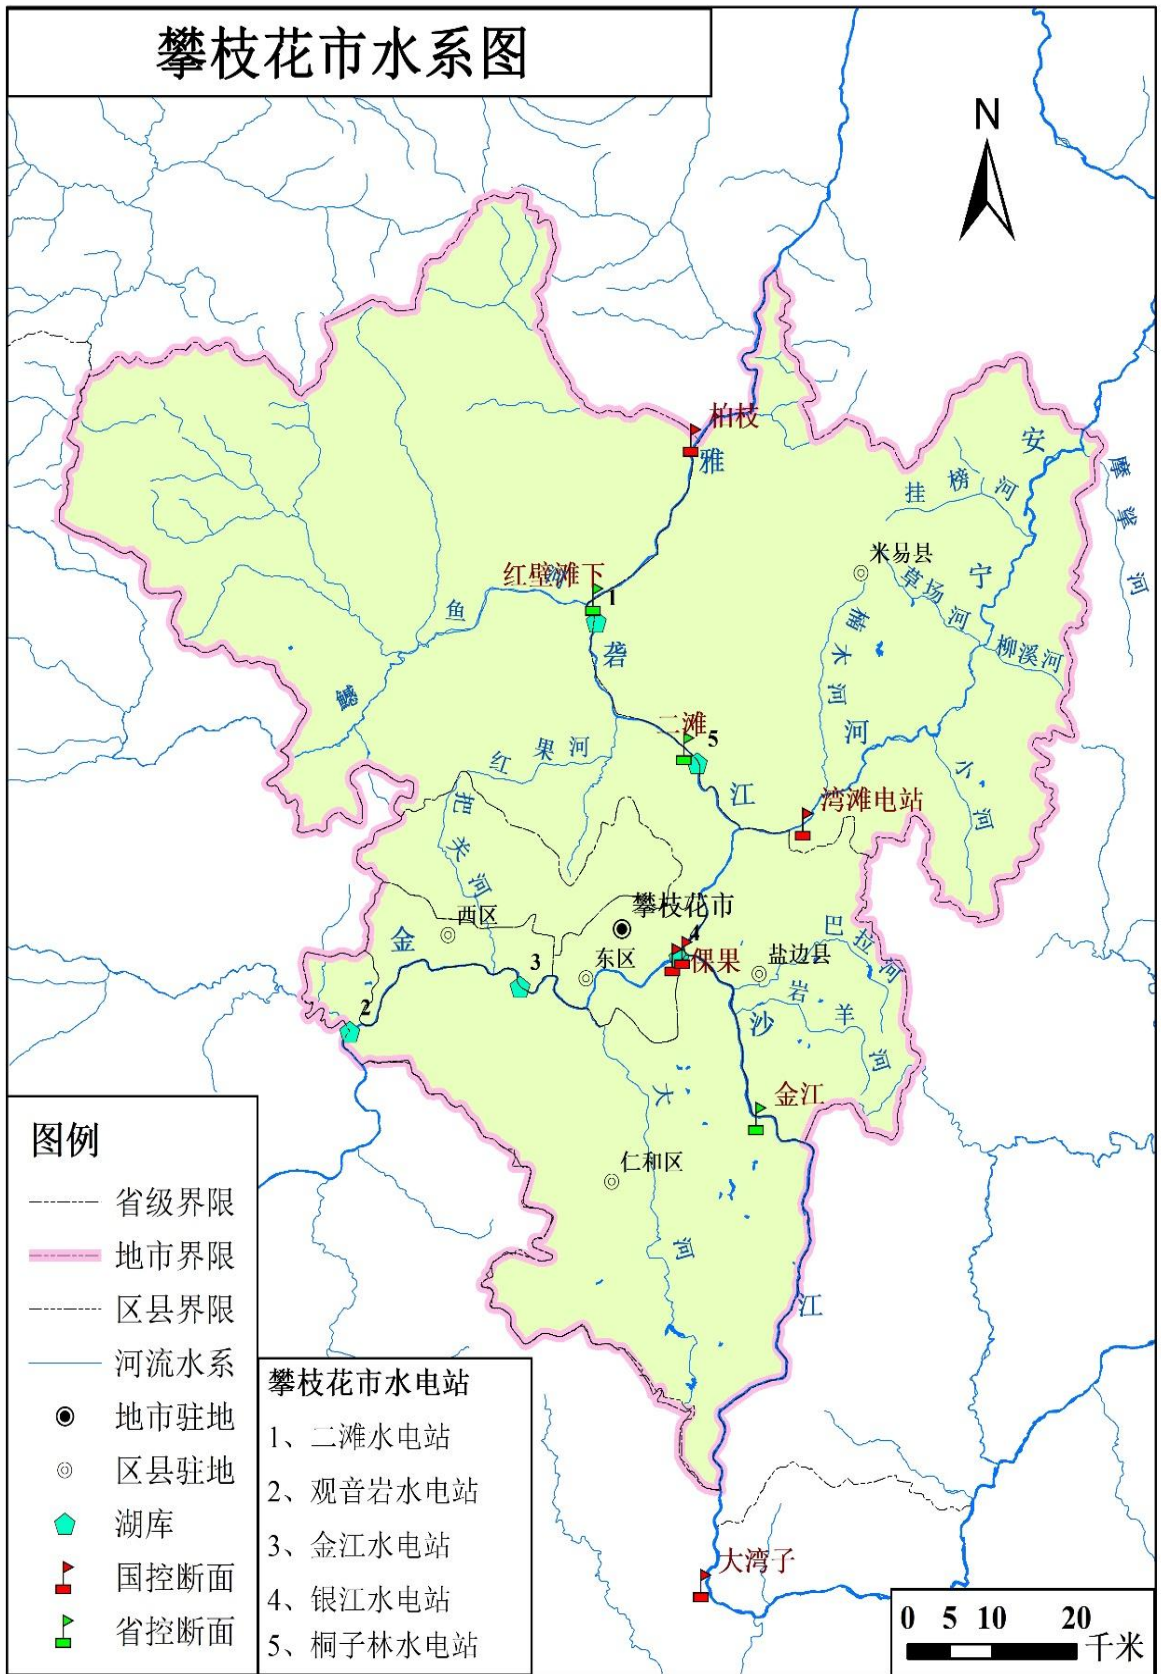 攀枝花市水系图
N
柏枝
雅
安
挂榜河
摩挲河
米易县
宁
草场河
红壁滩下
1
鱼
砻
楠木河
柳溪河
鳡
二滩
5
河
红果河
江
小河
把关河
湾滩电站
攀枝花市
西区
金
4
巴拉河
3
东区
倮果
盐边县
2
沙
岩羊河
大河
金江
仁和区
江
大湾子
图例
省级界限
地市界限
区县界限
河流水系
地市驻地
区县驻地
湖库
国控断面
省控断面
攀枝花市水电站
1、二滩水电站
2、观音岩水电站
3、金江水电站
4、银江水电站
5、桐子林水电站
0 5 10 20
千米